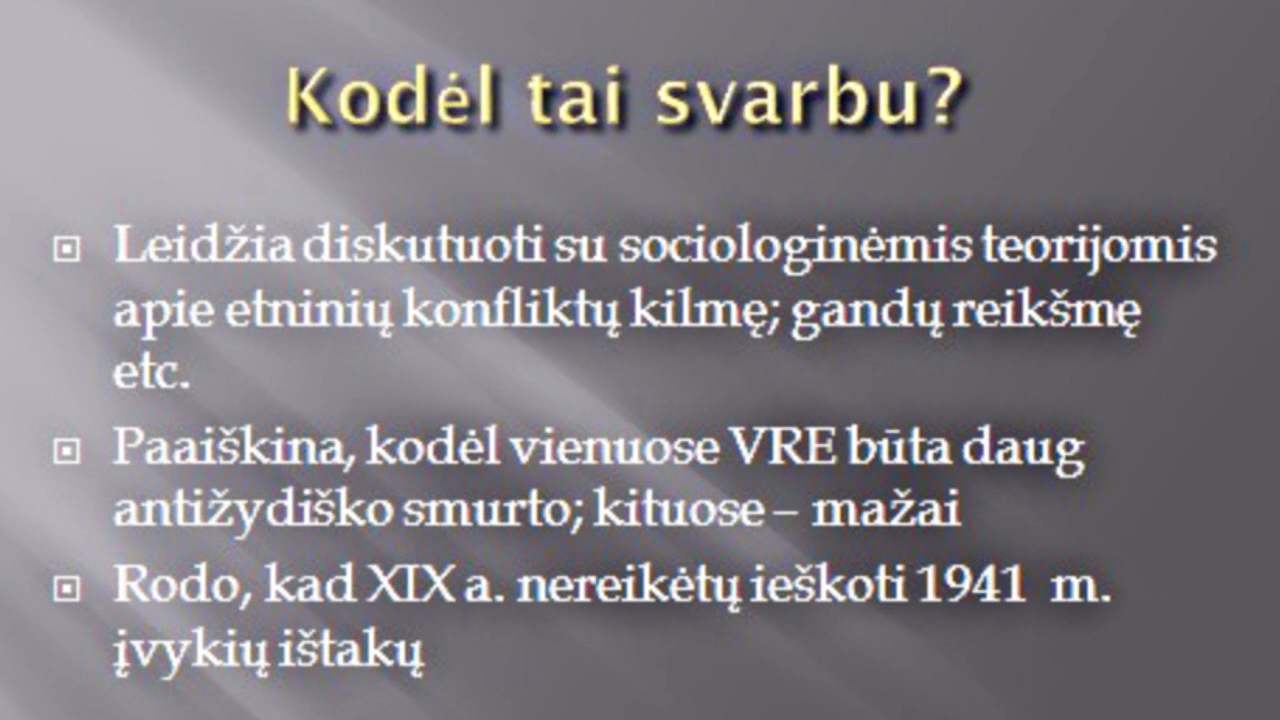 Kodėl tai svarbu?
Leidžia diskutuoti su sociologinėmis teorijomis
apie etninių konfliktų kilmę; gandų reikšmę
etc.
Paaiškina, kodėl vienuose VRE būta daug
antižydiško smurto; kituose – mažai
Rodo, kad XIX a. nereikėtų ieškoti 1941 m.
įvykių ištakų